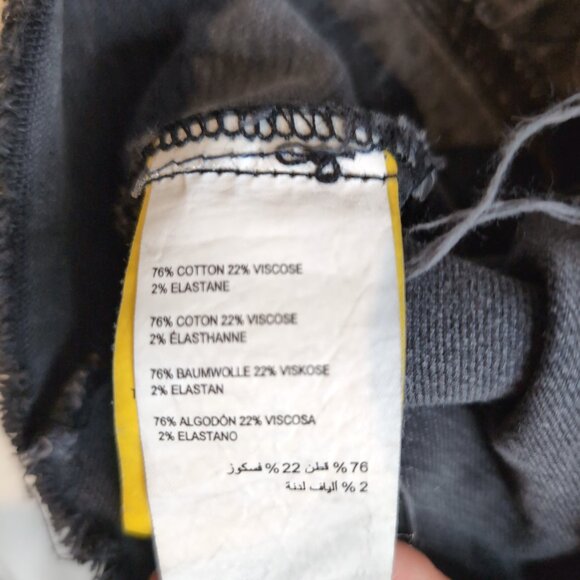 76% COTTON 22% VISCOSE
2% ELASTANE
76% COTON 22% VISCOSE
2% ÉLASTHANNE
76% BAUMWOLLE 22% VISKOSE
2% ELASTAN
76% ALGODÓN 22% VISCOSA
2% ELASTANO
76 % قطن 22 % فسكوز
2 % ألياف لدنة